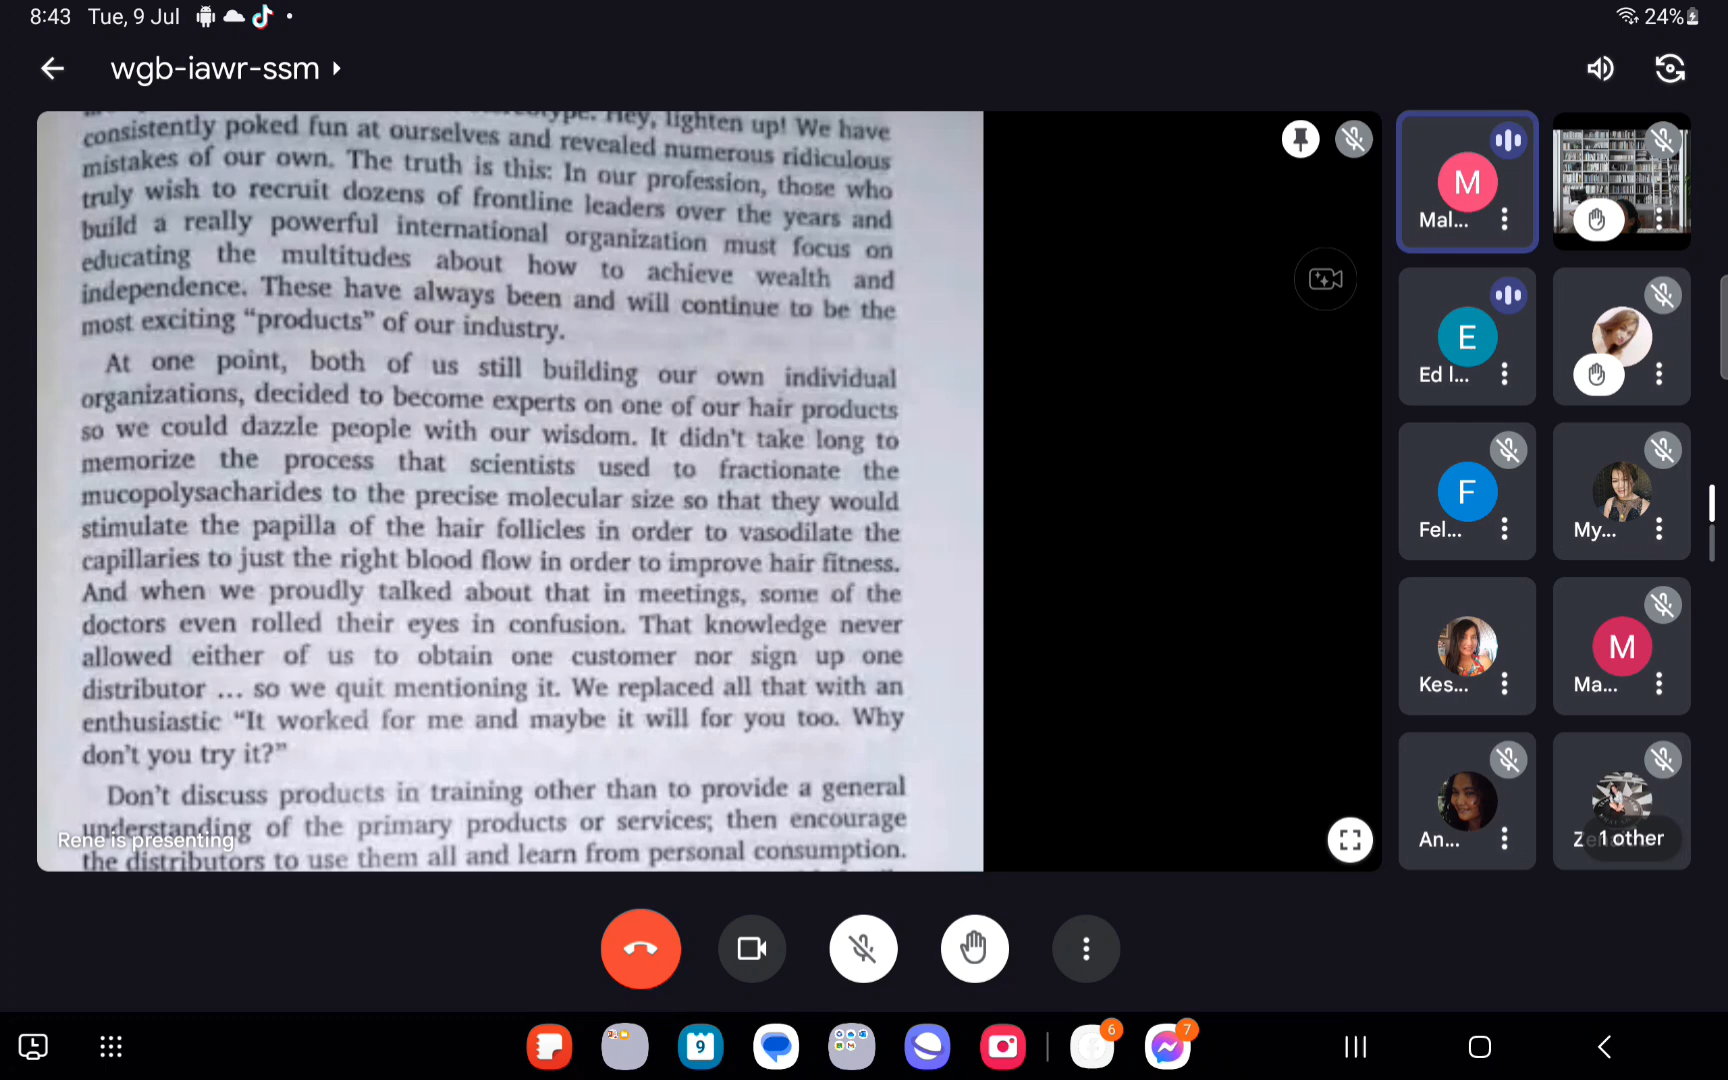 8:43 Tue, 9 Jul
24%
wgb-iawr-ssm
lighten up! We have
consistently poked fun at ourselves and revealed numerous ridiculous
mistakes of our own. The truth is this: In our profession, those who
truly wish to recruit dozens of frontline leaders over the years and
build a really powerful international organization must focus on
educating the multitudes about how to achieve wealth and
independence. These have always been and will continue to be the
most exciting “products” of our industry.
At one point, both of us still building our own individual
organizations, decided to become experts on one of our hair products
so we could dazzle people with our wisdom. It didn't take long to
memorize the process that scientists used to fractionate the
mucopolysacharides to the precise molecular size so that they would
stimulate the papilla of the hair follicles in order to vasodilate the
capillaries to just the right blood flow in order to improve hair fitness.
And when we proudly talked about that in meetings, some of the
doctors even rolled their eyes in confusion. That knowledge never
allowed either of us to obtain one customer nor sign up one
distributor ... so we quit mentioning it. We replaced all that with an
enthusiastic “It worked for me and maybe it will for you too. Why
don't you try it?”
Don't discuss products in training other than to provide a general
understanding of the primary products or services; then encourage
the distributors to use them all and learn from personal consumption.
Rene is presenting
M
Mal...
E
Ed l...
F
Fel...
My...
Kes...
M
Ma...
An...
1 other
9
6
7